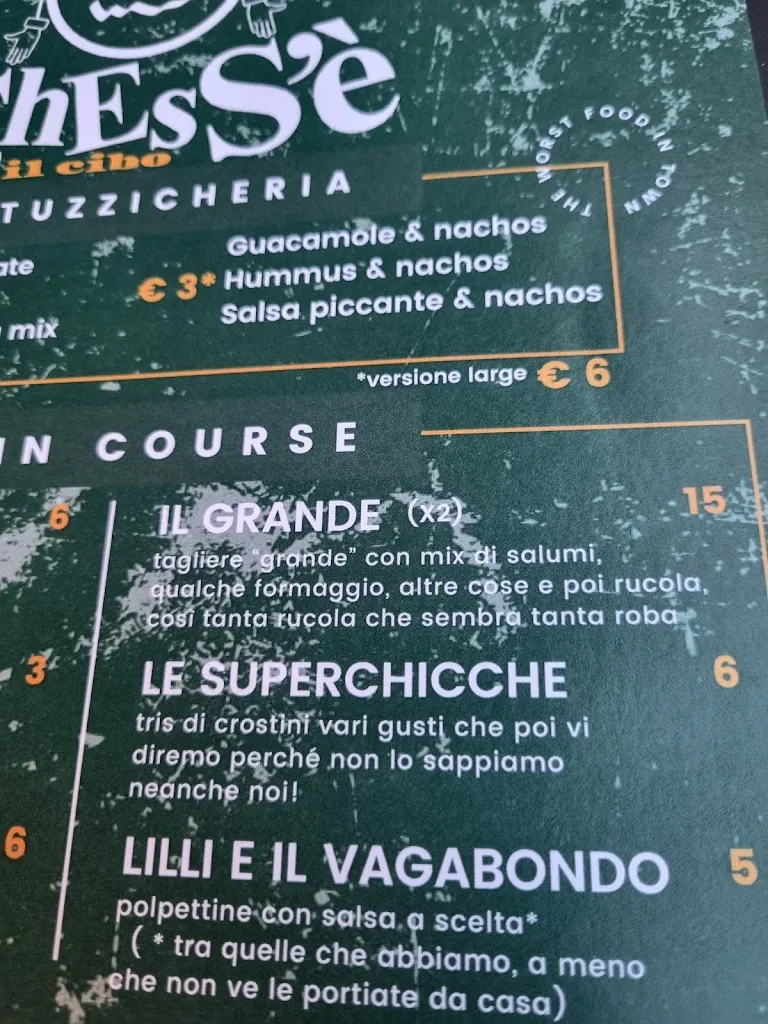 ChEsS'è
il cibo
THE WORST FOOD IN TOWN
TUZZICHERIA
ate
mix
€ 3*
Guacamole & nachos
Hummus & nachos
Salsa piccante & nachos
*versione large € 6
IN COURSE
6
3
6
IL GRANDE (x2) 15
tagliere “grande” con mix di salumi,
qualche formaggio, altre cose e poi rucola,
così tanta rucola che sembra tanta roba
LE SUPERCHICCHE 6
tris di crostini vari gusti che poi vi
diremo perché non lo sappiamo
neanche noi!
LILLI E IL VAGABONDO 5
polpettine con salsa a scelta*
( * tra quelle che abbiamo, a meno
che non ve le portiate da casa)